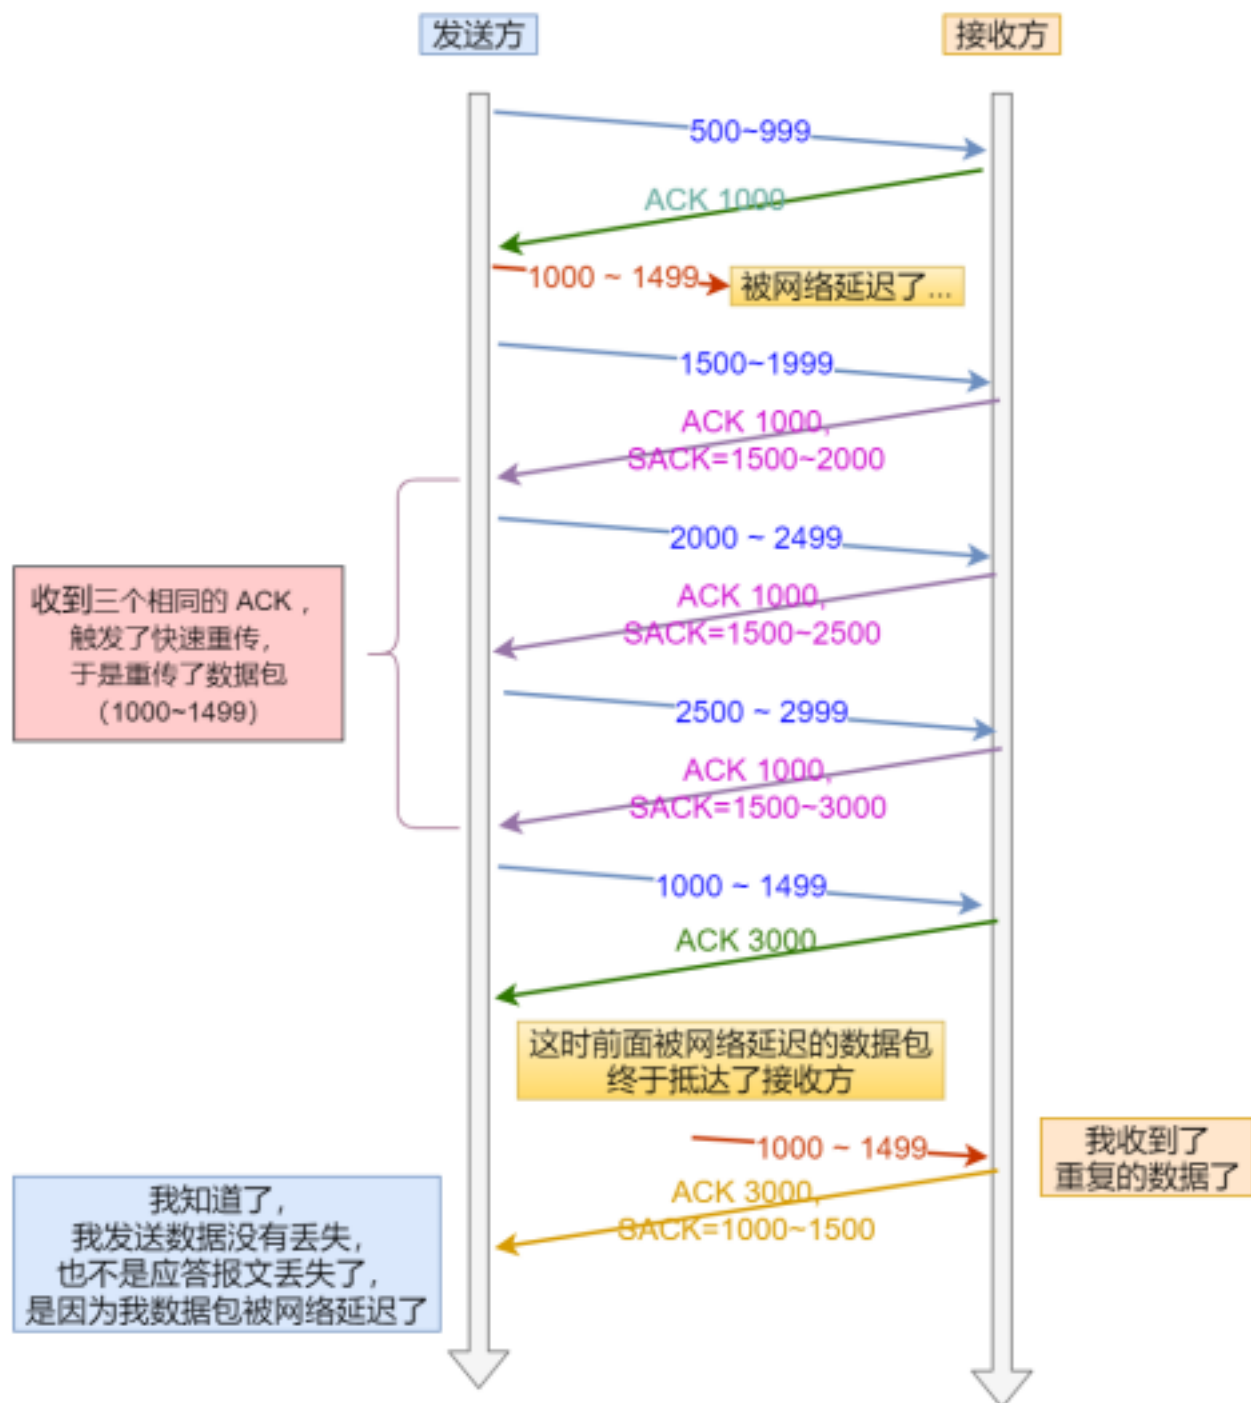 发送方
接收方
500~999
ACK 1000
1000 ~ 1499
被网络延迟了...
1500~1999
ACK 1000,
SACK=1500~2000
2000 ~ 2499
ACK 1000,
SACK=1500~2500
收到三个相同的 ACK ，
触发了快速重传，
于是重传了数据包
（1000~1499）
2500 ~ 2999
ACK 1000,
SACK=1500~3000
1000 ~ 1499
ACK 3000
这时前面被网络延迟的数据包
终于抵达了接收方
1000 ~ 1499
我收到了
重复的数据了
ACK 3000,
SACK=1000~1500
我知道了，
我发送数据没有丢失，
也不是应答报文丢失了，
是因为我数据包被网络延迟了